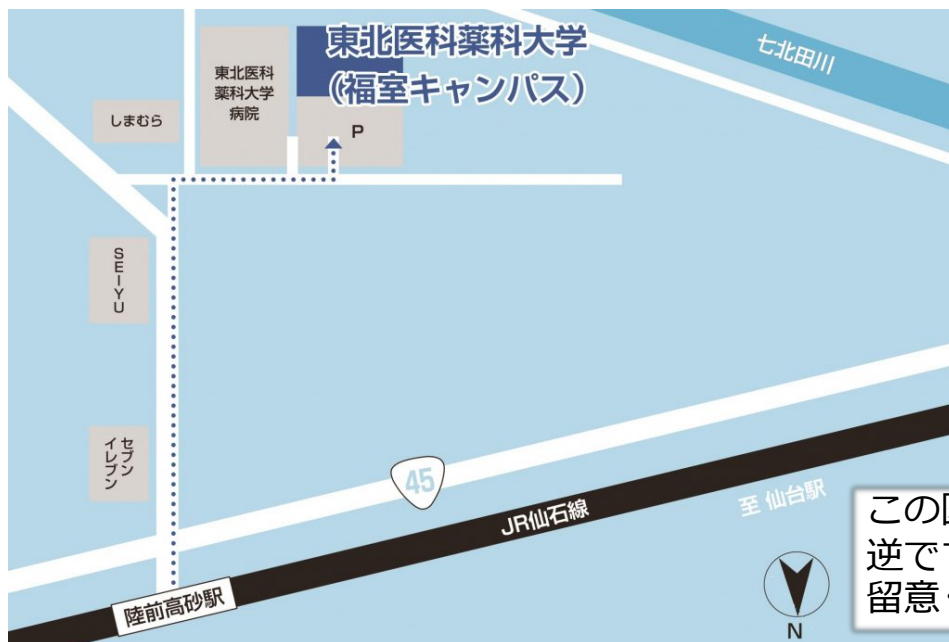 東北医科薬科大学
(福室キャンパス)
七北田川
東北医科
薬科大学
病院
しまむら
P
SEIYU
セブン
イレブン
45
JR仙石線
至 仙台駅
陸前高砂駅
N
この
逆で
留意